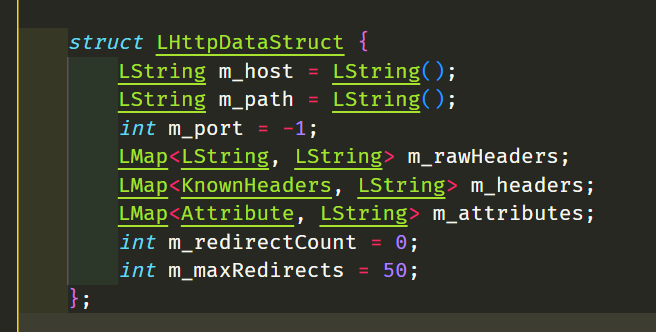 struct LHttpDataStruct {
LString m_host = LString();
LString m_path = LString();
int m_port = -1;
LMap<LString, LString> m_rawHeaders;
LMap<KnownHeaders, LString> m_headers;
LMap<Attribute, LString> m_attributes;
int m_redirectCount = 0;
int m_maxRedirects = 50;
};